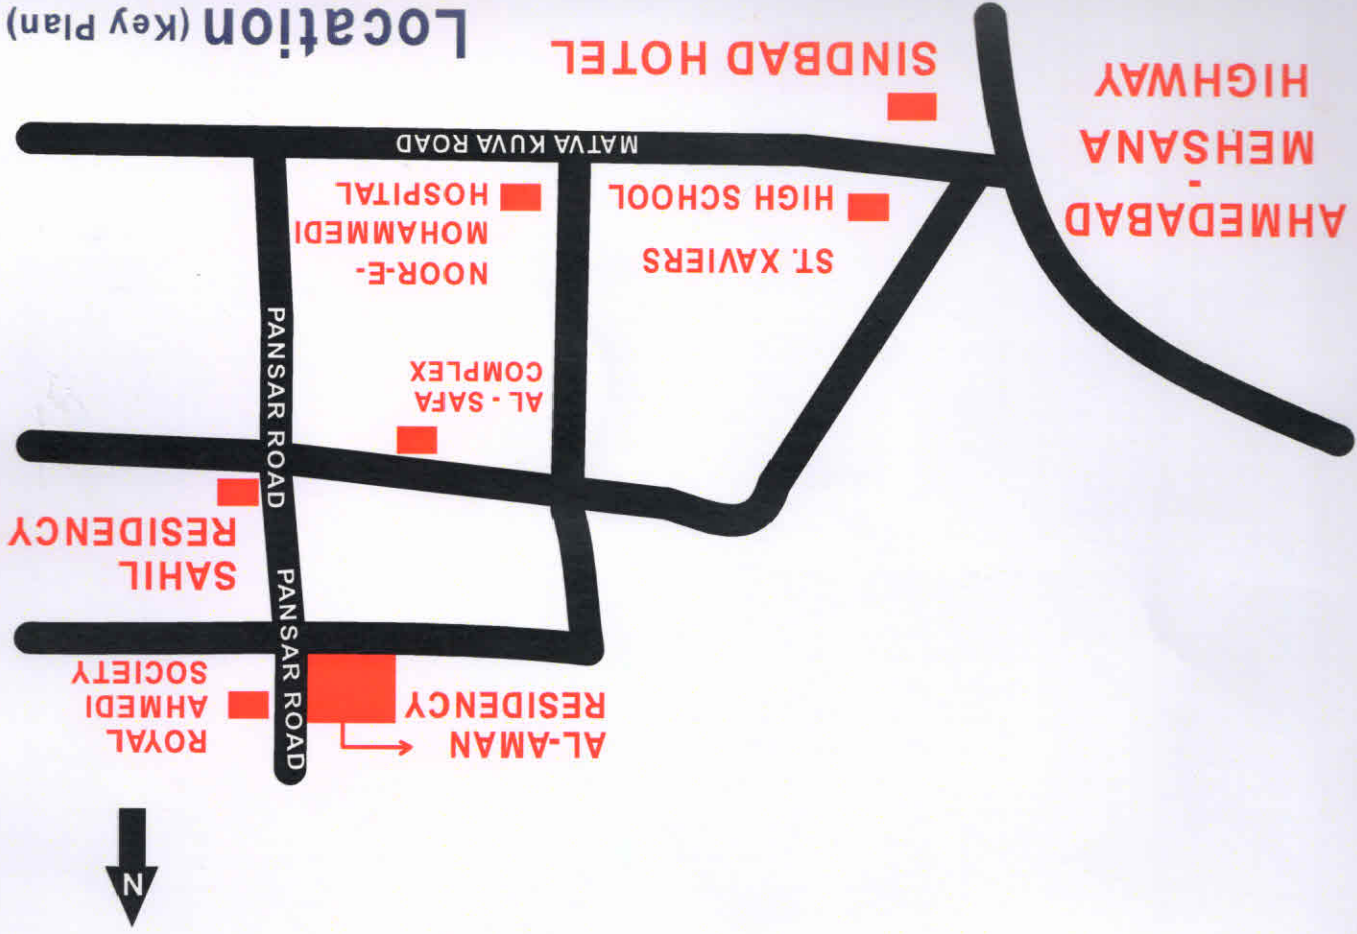 N
AL-AMAN
RESIDENCY
PANSAR ROAD
ROYAL
AHMEDI
SOCIETY
SAHIL
RESIDENCY
PANSAR ROAD
AL - SAFA
COMPLEX
ST. XAVIERS
HIGH SCHOOL
NOOR-E-
MOHAMMEDI
HOSPITAL
AHMEDABAD
-
MEHSANA
HIGHWAY
MATVA KUVA ROAD
SINDBAD HOTEL
Location (Key Plan)